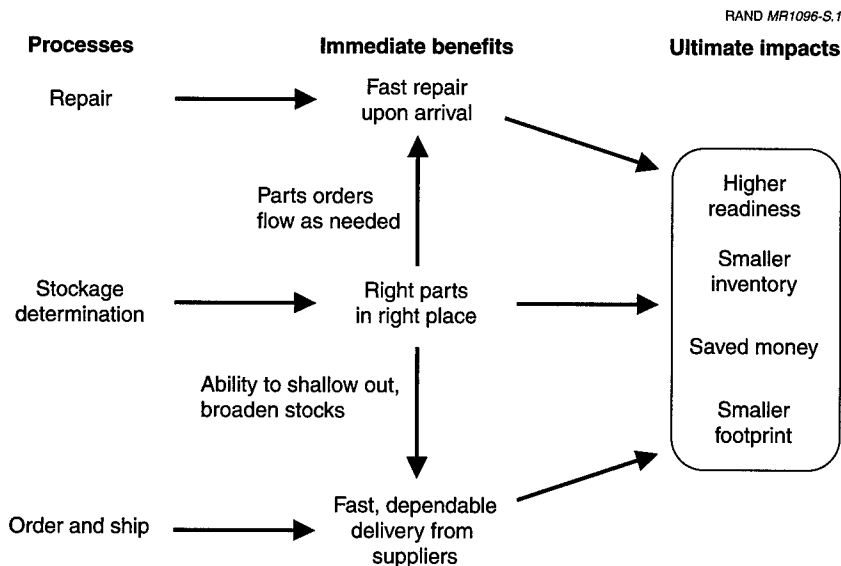 RAND MR1096-S.1
Processes
Immediate benefits
Ultimate impacts
Repair
Fast repair
upon arrival
Parts orders
flow as needed
Stockage
determination
Right parts
in right place
Ability to shallow out,
broaden stocks
Order and ship
Fast, dependable
delivery from
suppliers
Higher
readiness
Smaller
inventory
Saved money
Smaller
footprint